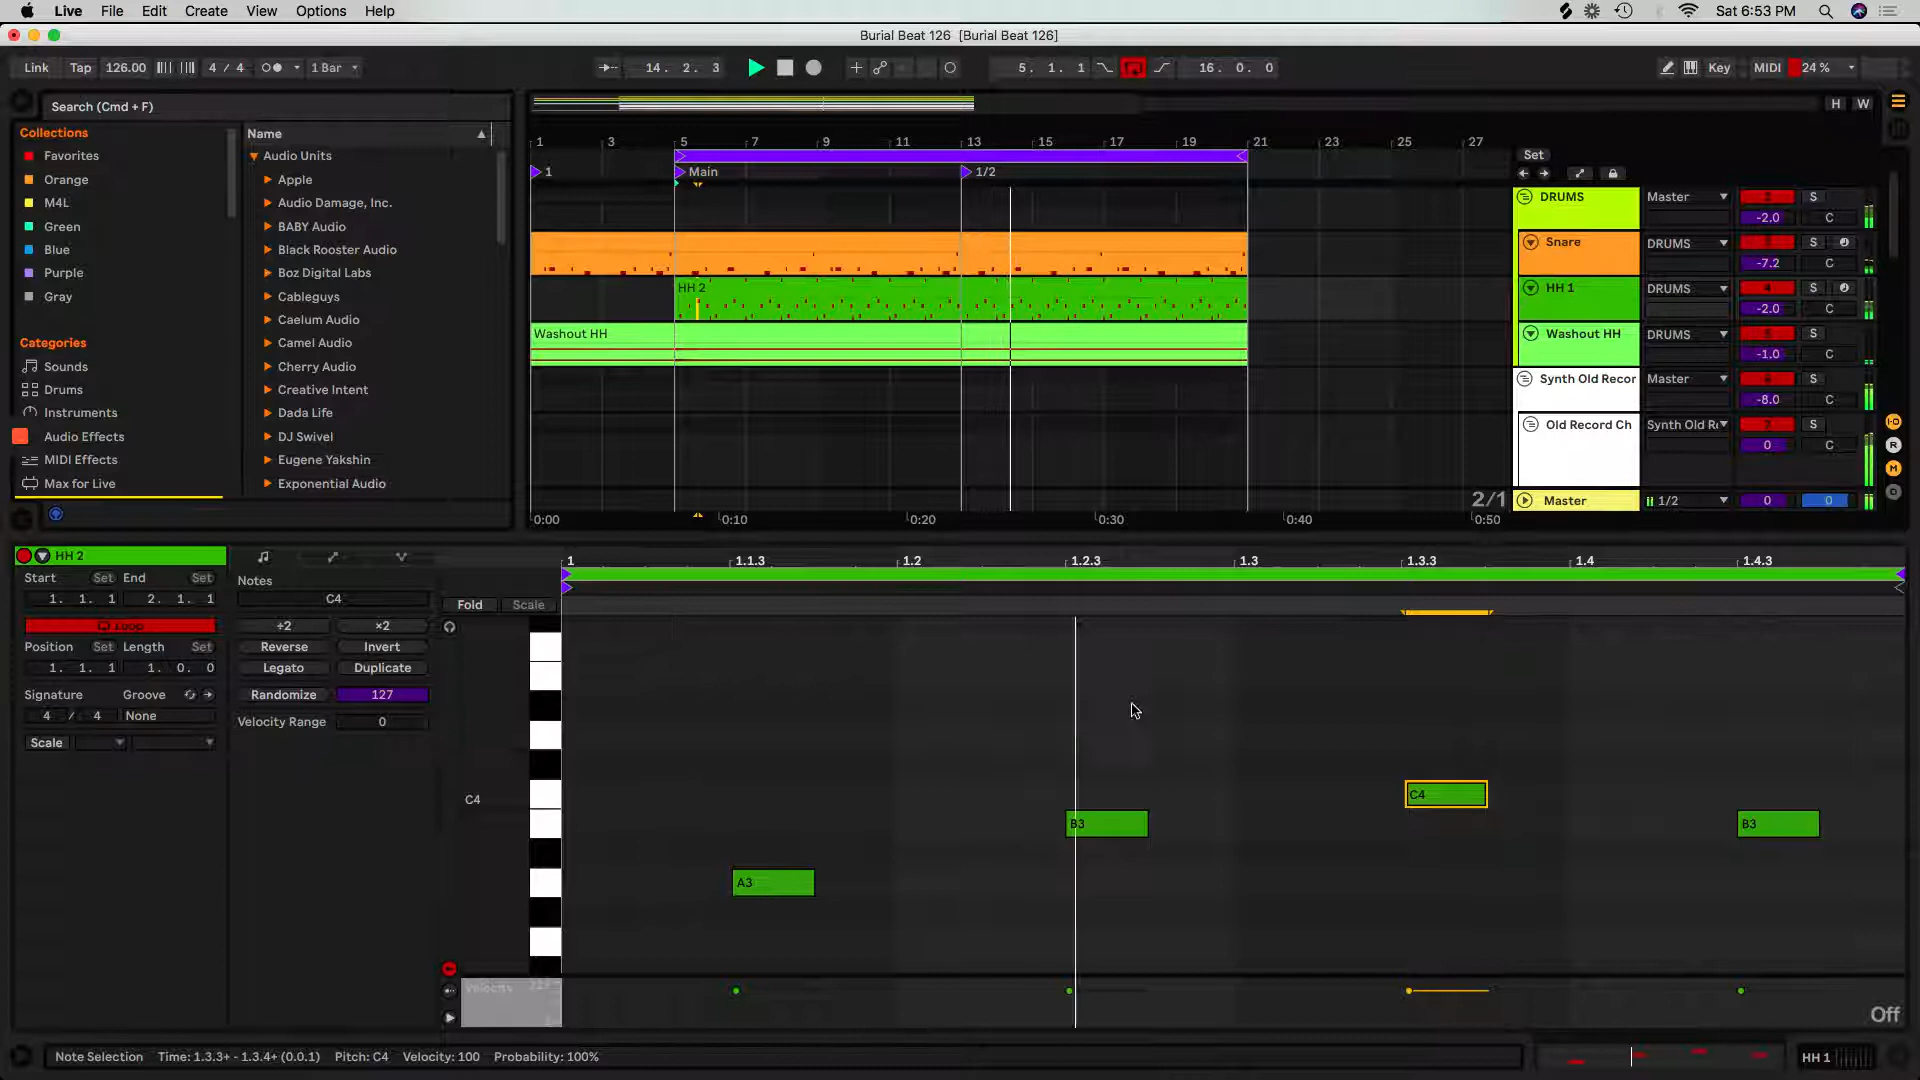 Live File Edit Create View Options Help Sat 6:53 PM
Burial Beat 126 [Burial Beat 126]
Link Tap 126.00 4 / 4 1 Bar 14. 2. 3 5. 1. 1 16. 0. 0 Key MIDI 24 %
Search (Cmd + F)
H W
Collections
Favorites
Orange
M4L
Green
Blue
Purple
Gray
Categories
Sounds
Drums
Instruments
Audio Effects
MIDI Effects
Max for Live
Name
Audio Units
Apple
Audio Damage, Inc.
BABY Audio
Black Rooster Audio
Boz Digital Labs
Cableguys
Caelum Audio
Camel Audio
Cherry Audio
Creative Intent
Dada Life
DJ Swivel
Eugene Yakshin
Exponential Audio
1 3 5 7 9 11 13 15 17 19 21 23 25 27
1 Main 1/2
HH 2
Washout HH
2/1
0:00 0:10 0:20 0:30 0:40 0:50
Set
DRUMS Master S
-2.0 C
Snare DRUMS S
-7.2 C
HH 1 DRUMS S
-2.0 C
Washout HH DRUMS S
-1.0 C
Synth Old Recor Master S
-8.0 C
Old Record Ch Synth Old Re S
0 C
Master 1/2 0 0
R
M
D
HH 2
Start Set End Set
1. 1. 1 2. 1. 1
Loop
Position Set Length Set
1. 1. 1 1. 0. 0
Signature Groove
4 / 4 None
Scale
Notes
C4
÷2 ×2
Reverse Invert
Legato Duplicate
Randomize 127
Velocity Range 0
Fold Scale
1 1.1.3 1.2 1.2.3 1.3 1.3.3 1.4 1.4.3
C4
C4
B3 B3
A3
Velocity
Off
Note Selection Time: 1.3.3+ - 1.3.4+ (0.0.1) Pitch: C4 Velocity: 100 Probability: 100%
HH 1